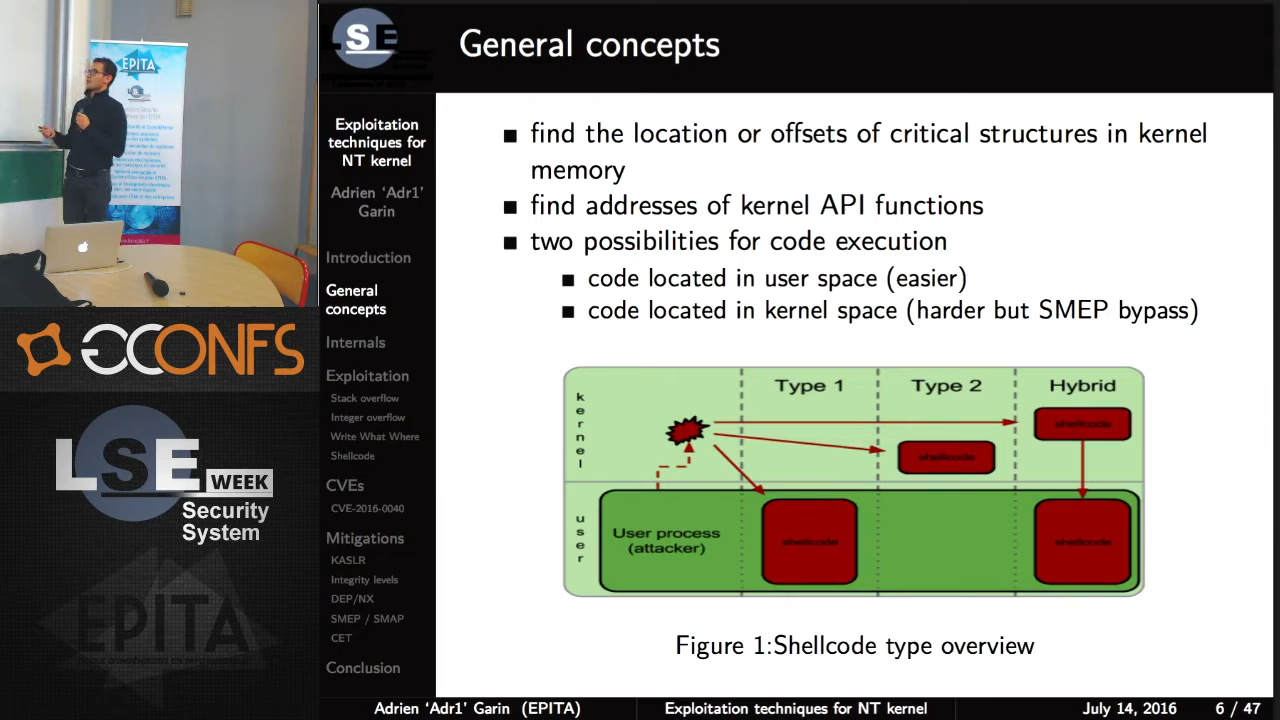 EPITA
LSE
General concepts
Exploitation
techniques for
NT kernel
Adrien ‘Adr1’
Garin
Introduction
General
concepts
Internals
Exploitation
Stack overflow
Integer overflow
Write What Where
Shellcode
CVEs
CVE-2016-0040
Mitigations
KASLR
Integrity levels
DEP/NX
SMEP / SMAP
CET
Conclusion
■ find the location or offsets of critical structures in kernel
memory
■ find addresses of kernel API functions
■ two possibilities for code execution
■ code located in user space (easier)
■ code located in kernel space (harder but SMEP bypass)
kernel
Type 1
Type 2
Hybrid
shellcode
shellcode
user
User process
(attacker)
shellcode
shellcode
Figure 1:Shellcode type overview
GCONFS
LSE WEEK
Security
System
EPITA
Adrien ‘Adr1’ Garin (EPITA)
Exploitation techniques for NT kernel
July 14, 2016
6 / 47